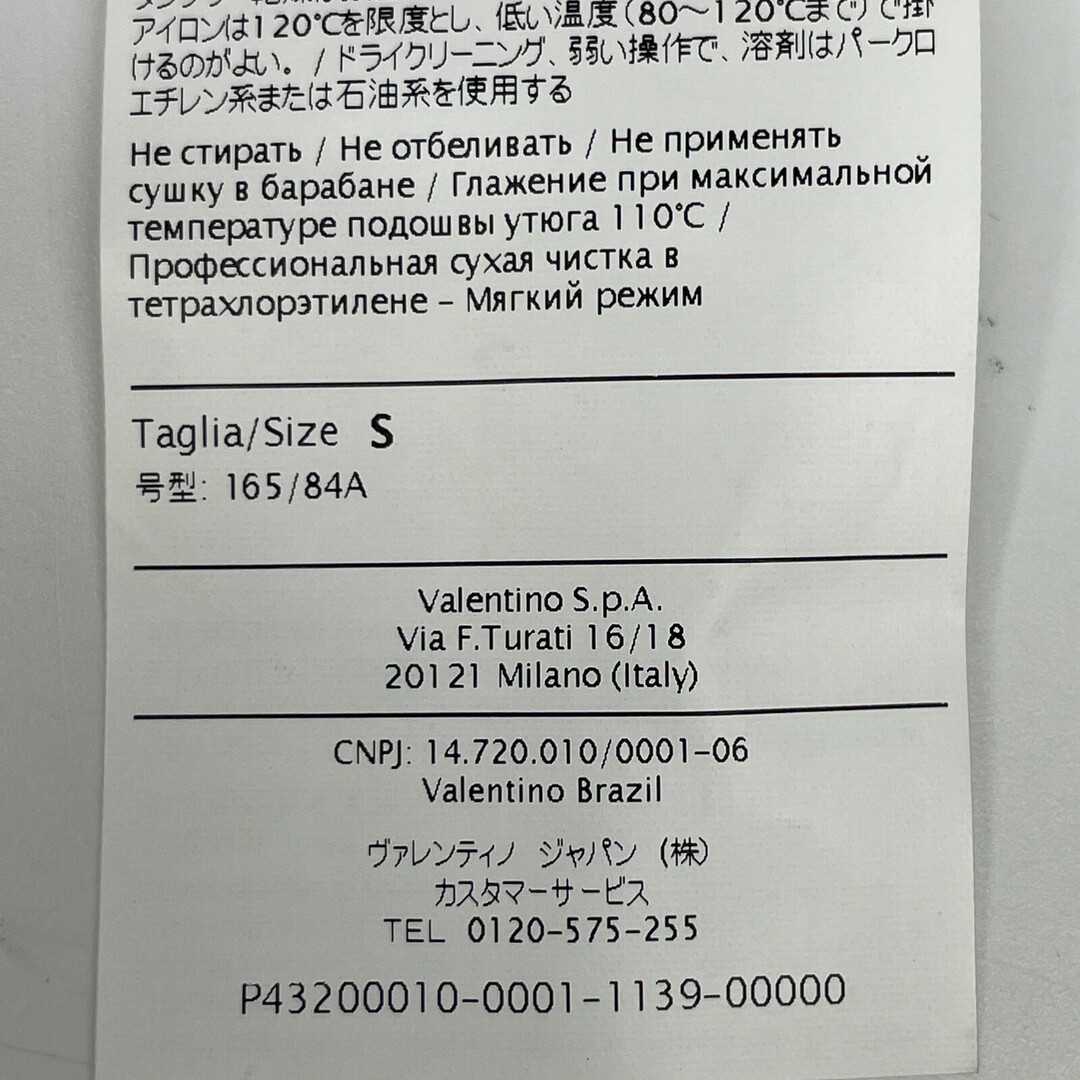 アイロンは120℃を限度とし、低い温度(80〜120℃まで)で掛
けるのがよい。/ ドライクリーニング、弱い操作で、溶剤はパークロ
エチレン系または石油系を使用する
Не стирать / Не отбеливать / Не применять
сушку в барабане / Глажение при максимальной
температуре подошвы утюга 110℃ /
Профессиональная сухая чистка в
тетрахлорэтилене – Мягкий режим
Taglia/Size S
号型: 165/84A
Valentino S.p.A.
Via F.Turati 16/18
20121 Milano (Italy)
CNPJ: 14.720.010/0001-06
Valentino Brazil
ヴァレンティノ ジャパン (株)
カスタマーサービス
TEL 0120-575-255
P43200010-0001-1139-00000